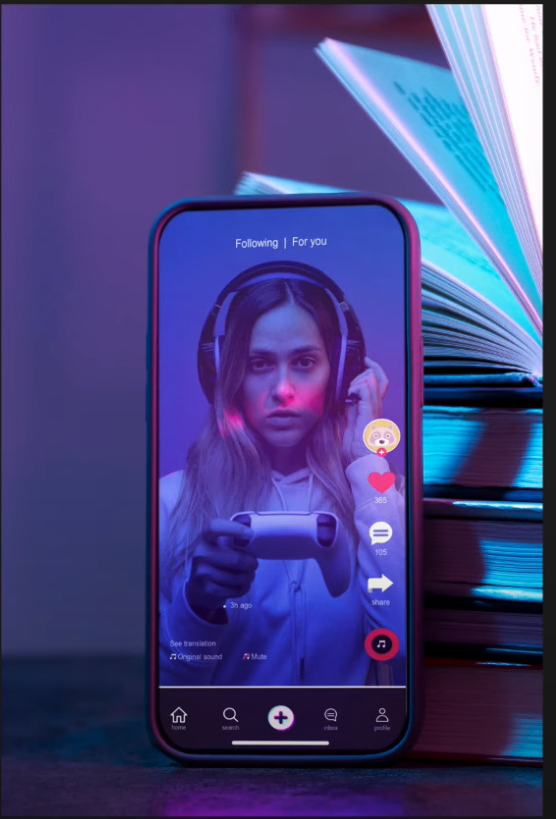 Following | For you
365
105
3h ago
share
See translation
Original sound
Mute
home
search
inbox
profile